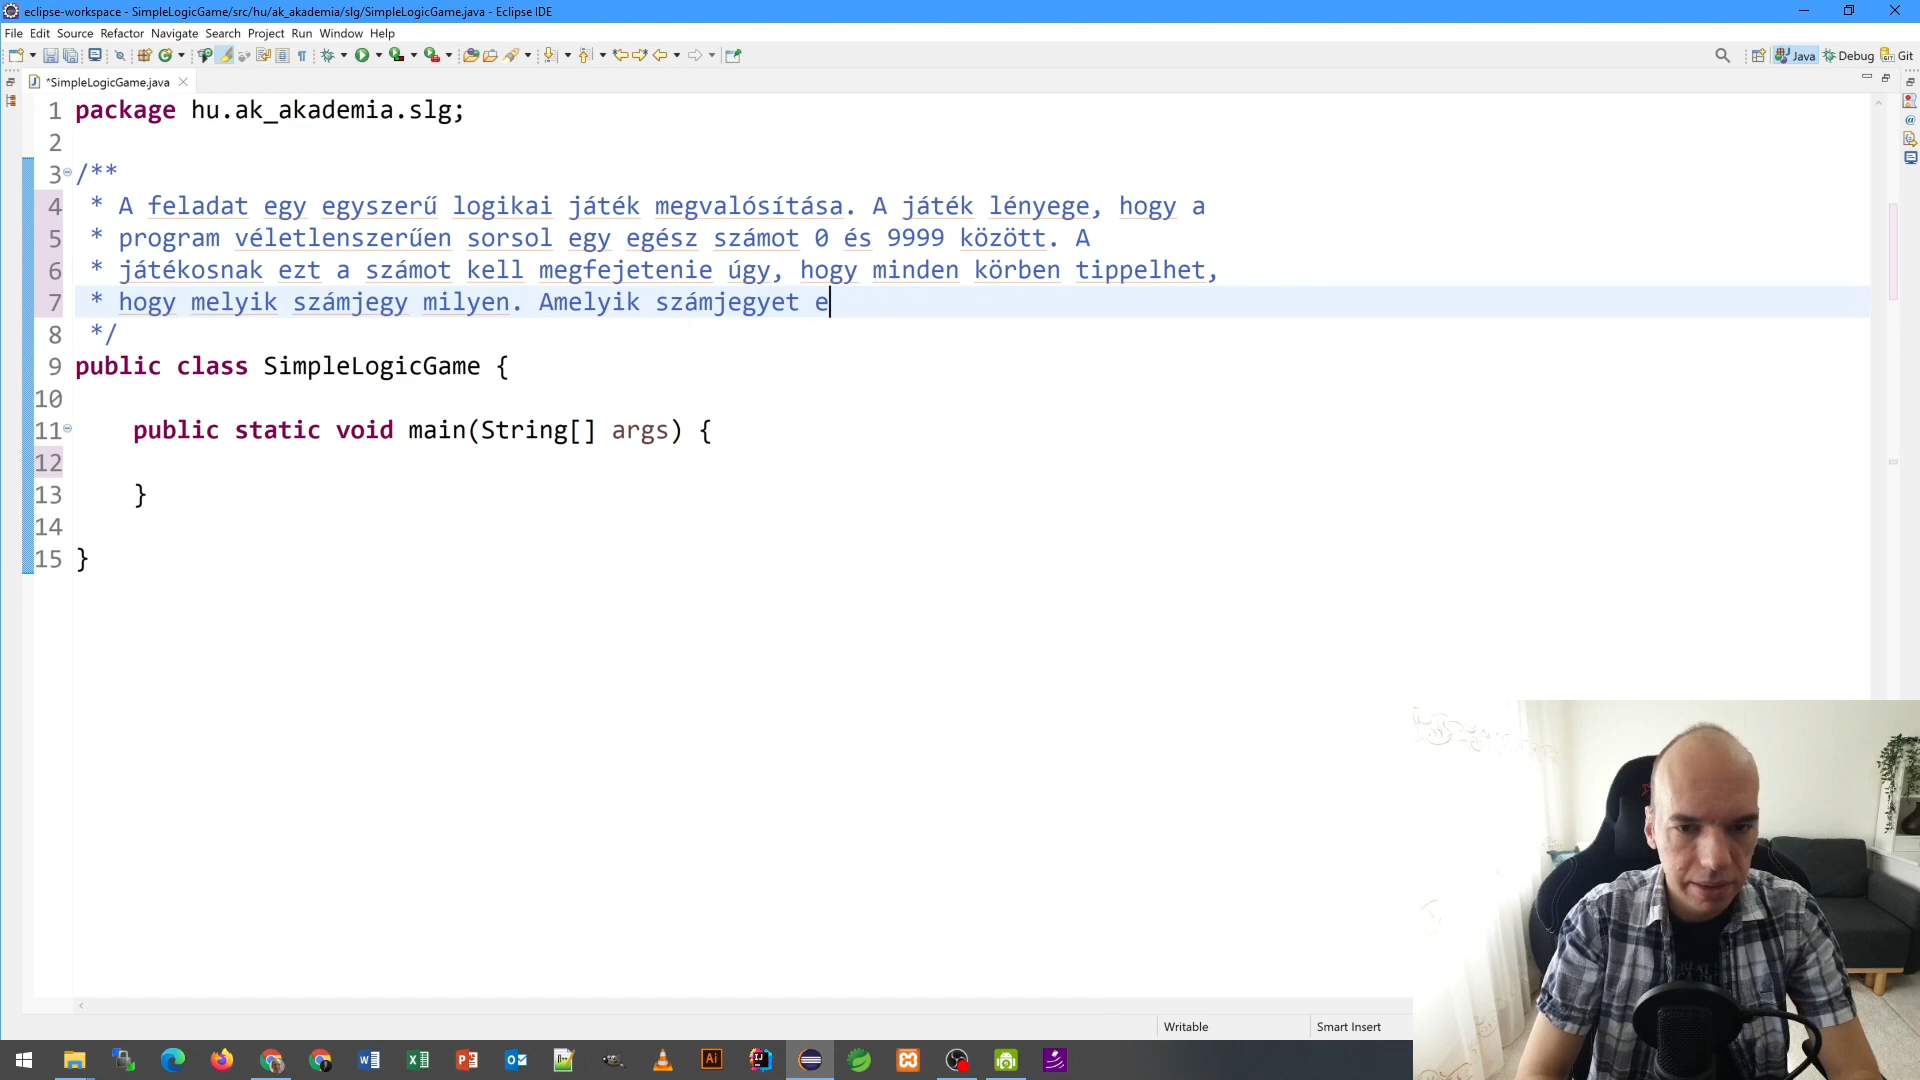 eclipse-workspace - SimpleLogicGame/src/hu/ak_akademia/slg/SimpleLogicGame.java - Eclipse IDE
File Edit Source Refactor Navigate Search Project Run Window Help
Java Debug Git
*SimpleLogicGame.java
1 package hu.ak_akademia.slg;
2
3 /**
4 * A feladat egy egyszerű logikai játék megvalósítása. A játék lényege, hogy a
5 * program véletlenszerűen sorsol egy egész számot 0 és 9999 között. A
6 * játékosnak ezt a számot kell megfejetenie úgy, hogy minden körben tippelhet,
7 * hogy melyik számjegy milyen. Amelyik számjegyet e
8 */
9 public class SimpleLogicGame {
10
11 public static void main(String[] args) {
12
13 }
14
15 }
Writable Smart Insert